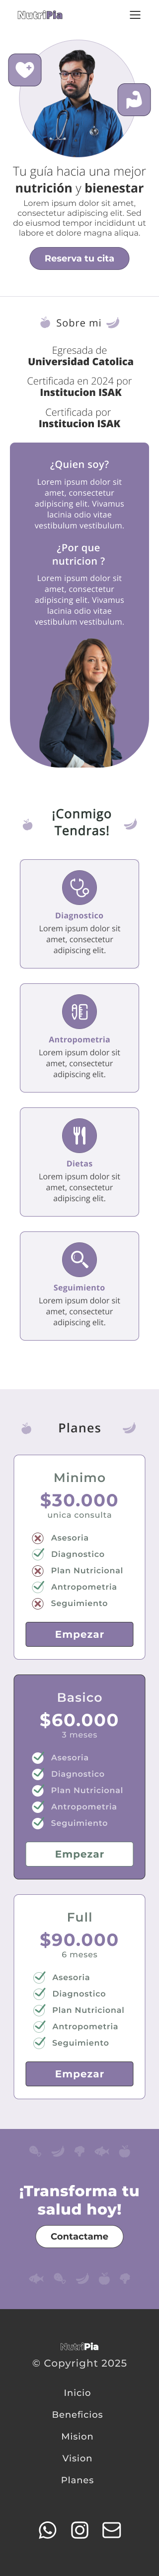 NutriPia
Tu guía hacia una mejor
nutrición y bienestar
Lorem ipsum dolor sit amet,
consectetur adipiscing elit. Sed
do eiusmod tempor incididunt ut
labore et dolore magna aliqua.
Reserva tu cita
Sobre mi
Egresada de
Universidad Catolica
Certificada en 2024 por
Institucion ISAK
Certificada por
Institucion ISAK
¿Quien soy?
Lorem ipsum dolor sit
amet, consectetur
adipiscing elit. Vivamus
lacinia odio vitae
vestibulum vestibulum.
¿Por que
nutricion ?
Lorem ipsum dolor sit
amet, consectetur
adipiscing elit. Vivamus
lacinia odio vitae
vestibulum vestibulum.
¡Conmigo
Tendras!
Diagnostico
Lorem ipsum dolor sit
amet, consectetur
adipiscing elit.
Antropometria
Lorem ipsum dolor sit
amet, consectetur
adipiscing elit.
Dietas
Lorem ipsum dolor sit
amet, consectetur
adipiscing elit.
Seguimiento
Lorem ipsum dolor sit
amet, consectetur
adipiscing elit.
Planes
Minimo
$30.000
unica consulta
Asesoria
Diagnostico
Plan Nutricional
Antropometria
Seguimiento
Empezar
Basico
$60.000
3 meses
Asesoria
Diagnostico
Plan Nutricional
Antropometria
Seguimiento
Empezar
Full
$90.000
6 meses
Asesoria
Diagnostico
Plan Nutricional
Antropometria
Seguimiento
Empezar
¡Transforma tu
salud hoy!
Contactame
NutriPia
© Copyright 2025
Inicio
Beneficios
Mision
Vision
Planes